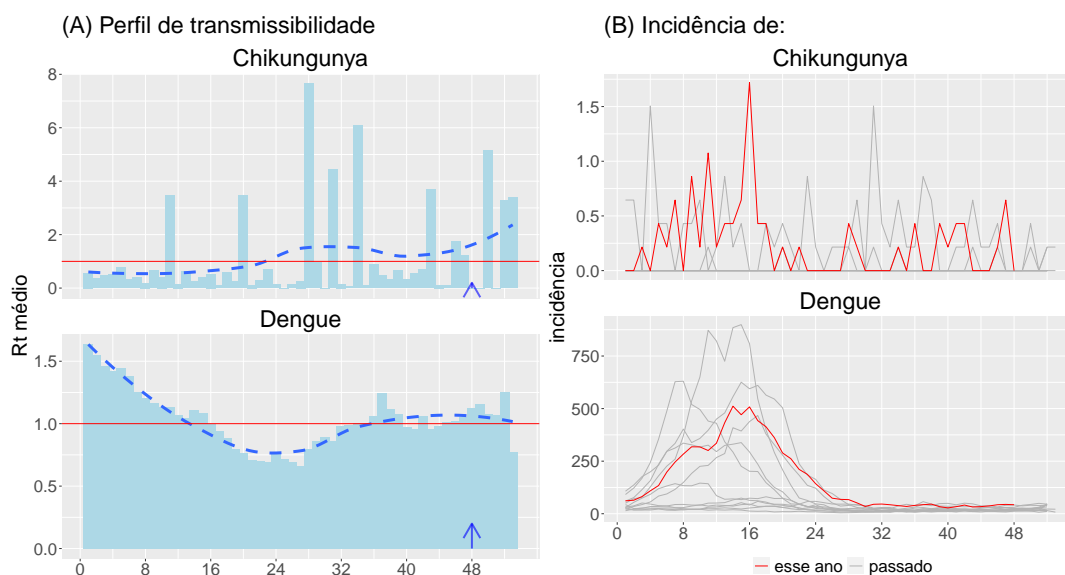 (A) Perfil de transmissibilidade
Chikungunya
8
6
4
2
0
Dengue
1.5
1.0
0.5
0.0
0 8 16 24 32 40 48
Rt médio
(B) Incidência de:
Chikungunya
1.5
1.0
0.5
0.0
Dengue
750
500
250
0
0 8 16 24 32 40 48
incidência
esse ano passado